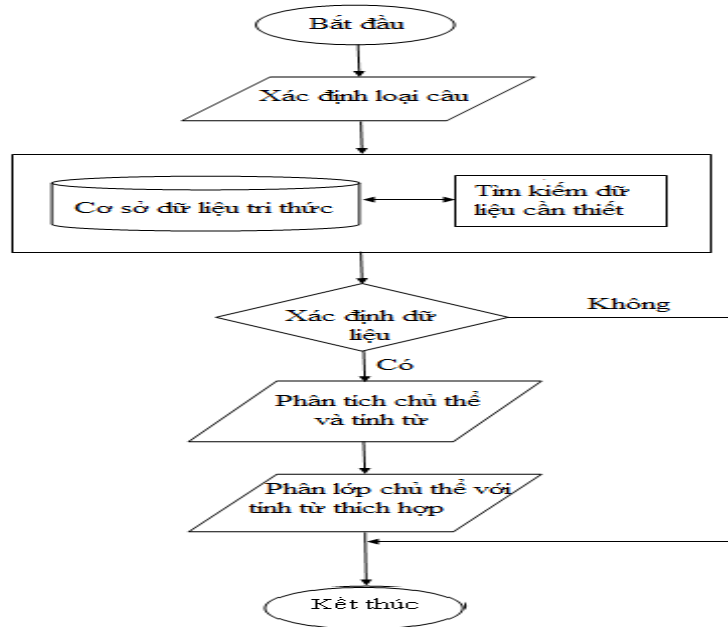 Bắt đầu
Xác định loại câu
Cơ sở dữ liệu tri thức
Tìm kiếm dữ
liệu cần thiết
Xác định dữ
liệu
Không
Có
Phân tích chủ thể
và tính từ
Phân lớp chủ thể với
tính từ thích hợp
Kết thúc